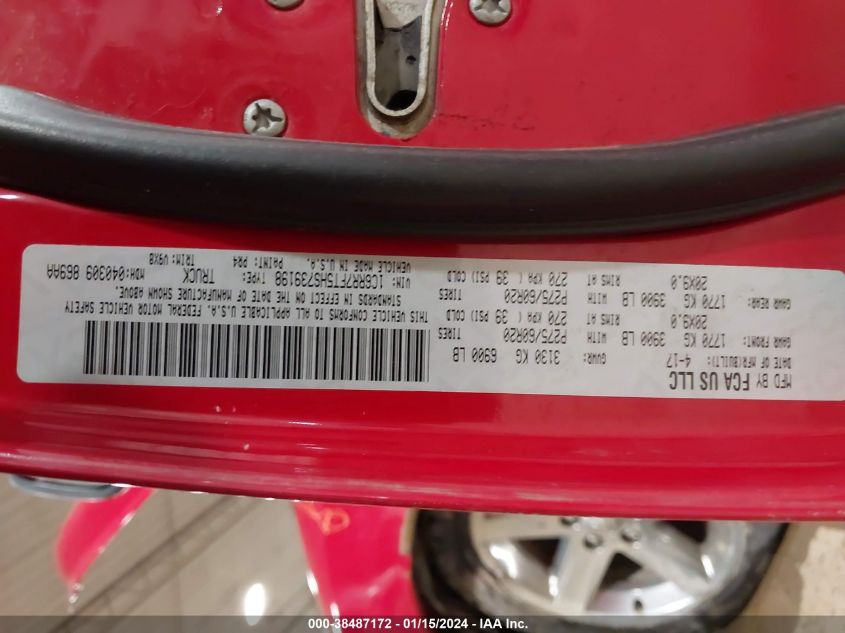 MFD BY FCA US LLC
DATE OF MFR(BUILT): 4-17 GVWR: 3130 KG 6900 LB
GAWR FRONT: 1770 KG 3900 LB WITH P275/60R20 TIRES
20X9.0 RIMS AT 270 KPA ( 39 PSI) COLD
GAWR REAR: 1770 KG 3900 LB WITH P275/60R20 TIRES
20X9.0 RIMS AT 270 KPA ( 39 PSI) COLD
THIS VEHICLE CONFORMS TO ALL APPLICABLE U.S.A. FEDERAL MOTOR VEHICLE SAFETY
STANDARDS IN EFFECT ON THE DATE OF MANUFACTURE SHOWN ABOVE.
VIN: 1C6RR7FT5HS739198 TYPE: TRUCK MDH:040309 869AA
VEHICLE MADE IN U.S.A. PAINT: PR4 TRIM: V9X8
000-38487172 - 01/15/2024 - IAA Inc.